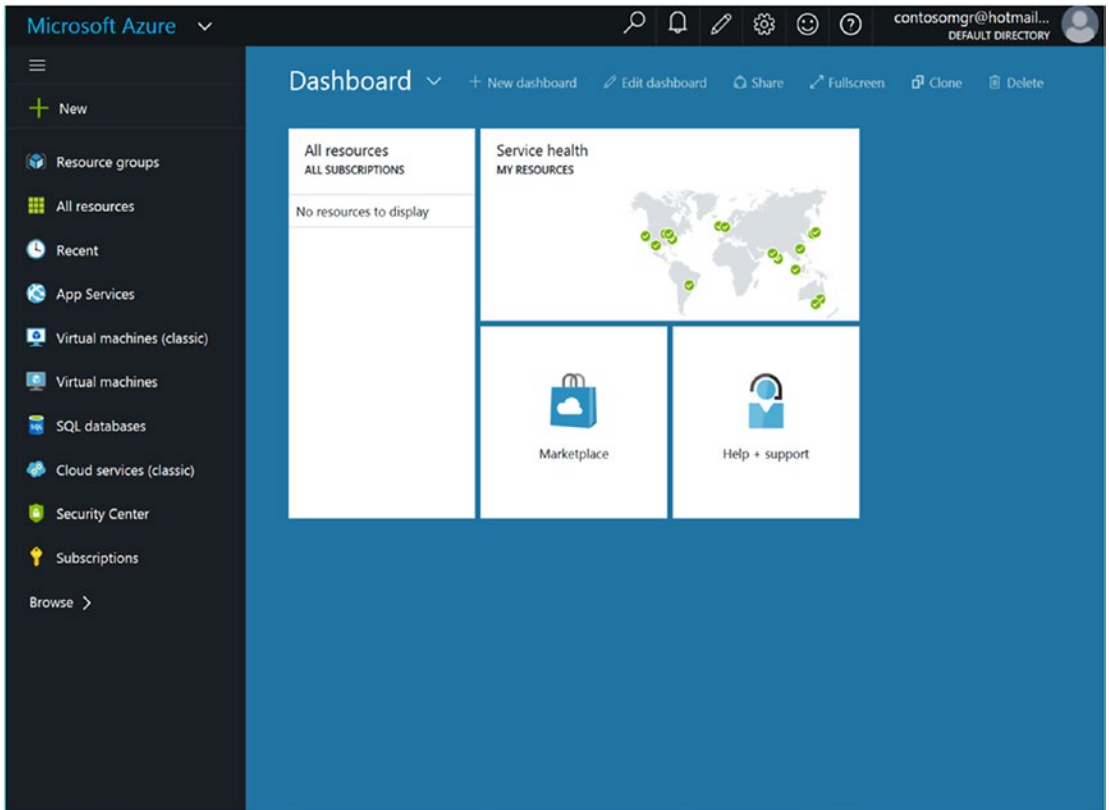 Microsoft Azure
contosomgr@hotmail...
DEFAULT DIRECTORY
New
Resource groups
All resources
Recent
App Services
Virtual machines (classic)
Virtual machines
SQL databases
Cloud services (classic)
Security Center
Subscriptions
Browse
Dashboard
New dashboard
Edit dashboard
Share
Fullscreen
Clone
Delete
All resources
ALL SUBSCRIPTIONS
No resources to display
Service health
MY RESOURCES
Marketplace
Help + support